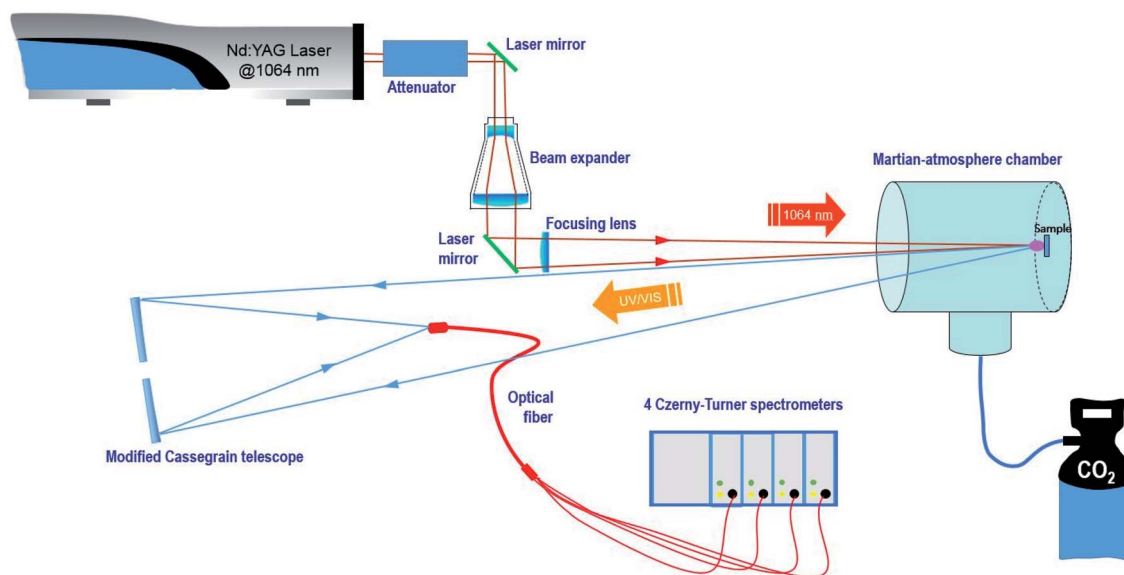 Nd:YAG Laser
@1064 nm
Attenuator
Laser mirror
Beam expander
Martian-atmosphere chamber
1064 nm
Focusing lens
Laser
mirror
Sample
UV/VIS
Optical
fiber
4 Czerny-Turner spectrometers
Modified Cassegrain telescope
CO₂